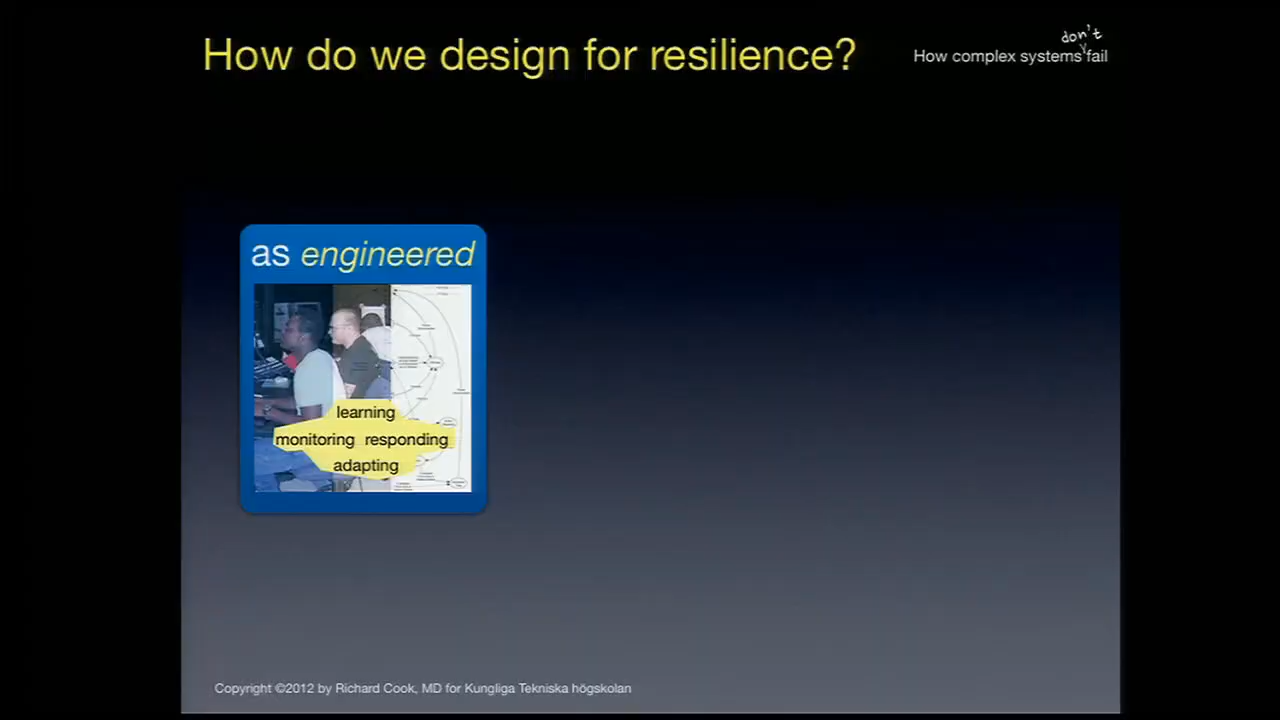 How do we design for resilience?
don't
How complex systems fail
as engineered
learning
monitoring responding
adapting
Copyright ©2012 by Richard Cook, MD for Kungliga Tekniska högskolan